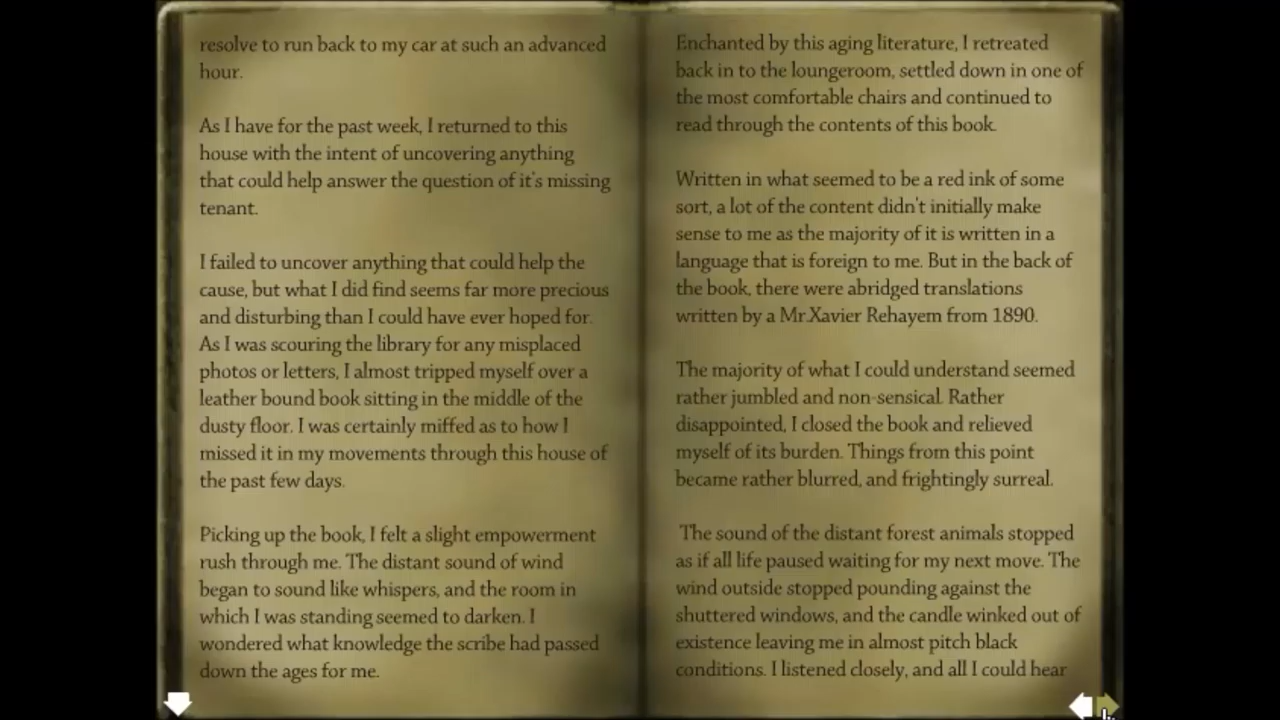 resolve to run back to my car at such an advanced
hour.
As I have for the past week, I returned to this
house with the intent of uncovering anything
that could help answer the question of it's missing
tenant.
I failed to uncover anything that could help the
cause, but what I did find seems far more precious
and disturbing than I could have ever hoped for.
As I was scouring the library for any misplaced
photos or letters, I almost tripped myself over a
leather bound book sitting in the middle of the
dusty floor. I was certainly miffed as to how I
missed it in my movements through this house of
the past few days.
Picking up the book, I felt a slight empowerment
rush through me. The distant sound of wind
began to sound like whispers, and the room in
which I was standing seemed to darken. I
wondered what knowledge the scribe had passed
down the ages for me.
Enchanted by this aging literature, I retreated
back in to the loungeroom, settled down in one of
the most comfortable chairs and continued to
read through the contents of this book.
Written in what seemed to be a red ink of some
sort, a lot of the content didn't initially make
sense to me as the majority of it is written in a
language that is foreign to me. But in the back of
the book, there were abridged translations
written by a Mr.Xavier Rehayem from 1890.
The majority of what I could understand seemed
rather jumbled and non-sensical. Rather
disappointed, I closed the book and relieved
myself of its burden. Things from this point
became rather blurred, and frightingly surreal.
The sound of the distant forest animals stopped
as if all life paused waiting for my next move. The
wind outside stopped pounding against the
shuttered windows, and the candle winked out of
existence leaving me in almost pitch black
conditions. I listened closely, and all I could hear